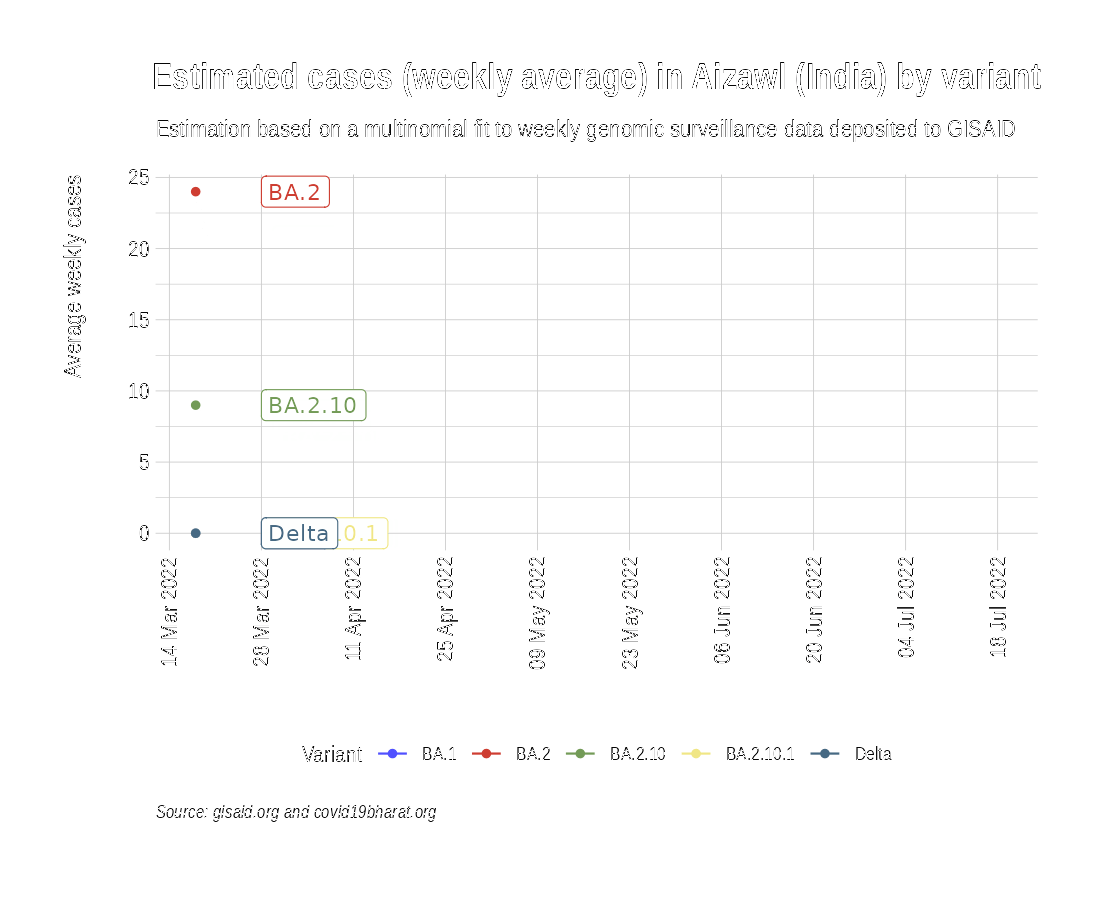 Estimated cases (weekly average) in Aizawl (India) by variant
Estimation based on a multinomial fit to weekly genomic surveillance data deposited to GISAID
Average weekly cases
25
20
15
10
5
0
BA.2
BA.2.10
Delta
0.1
14 Mar 2022
28 Mar 2022
11 Apr 2022
25 Apr 2022
09 May 2022
23 May 2022
06 Jun 2022
20 Jun 2022
04 Jul 2022
18 Jul 2022
Variant BA.1 BA.2 BA.2.10 BA.2.10.1 Delta
Source: gisaid.org and covid19bharat.org